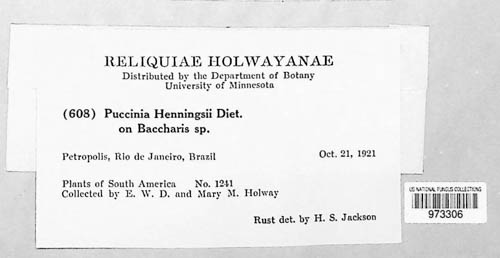 RELIQUIAE HOLWAYANAE
Distributed by the Department of Botany
University of Minnesota
(608) Puccinia Henningsii Diet.
on Baccharis sp.
Petropolis, Rio de Janeiro, Brazil Oct. 21, 1921
Plants of South America No. 1241
Collected by E. W. D. and Mary M. Holway
Rust det. by H. S. Jackson
US NATIONAL FUNGUS COLLECTIONS
973306